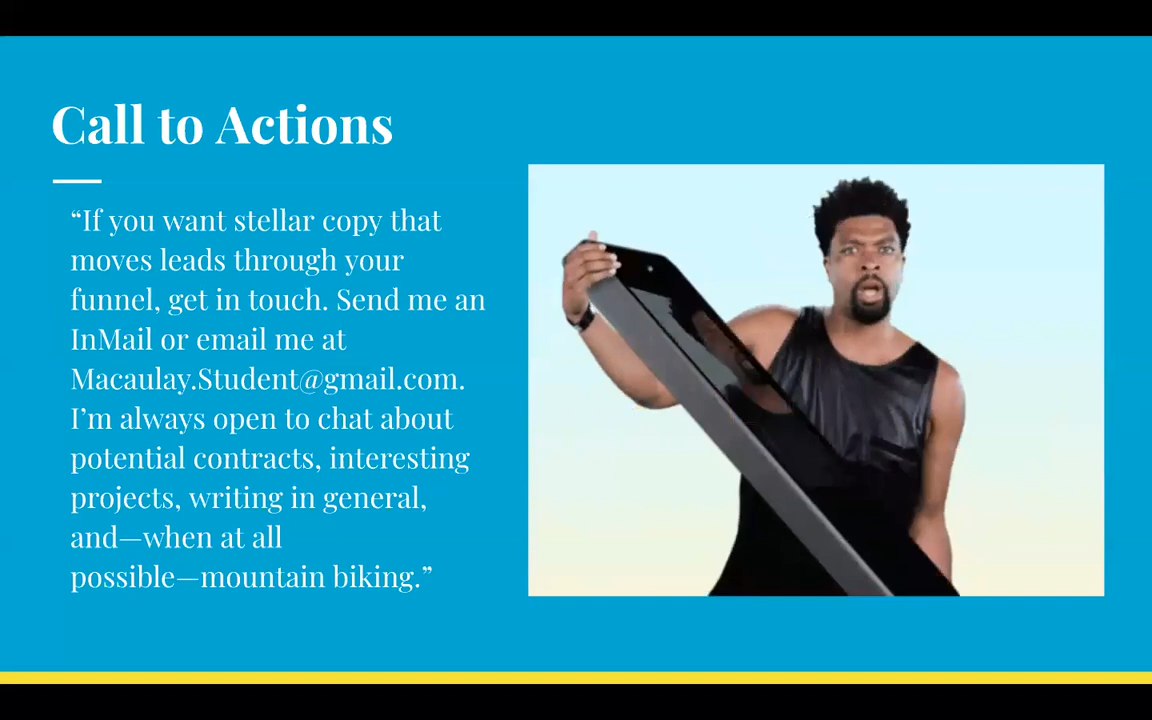 Call to Actions
“If you want stellar copy that
moves leads through your
funnel, get in touch. Send me an
InMail or email me at
Macaulay.Student@gmail.com.
I’m always open to chat about
potential contracts, interesting
projects, writing in general,
and—when at all
possible—mountain biking.”